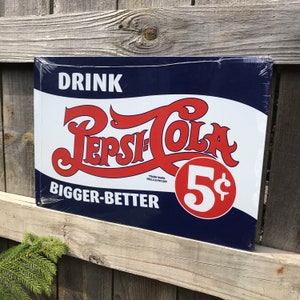 DRINK
PEPSI-COLA
5¢
BIGGER-BETTER